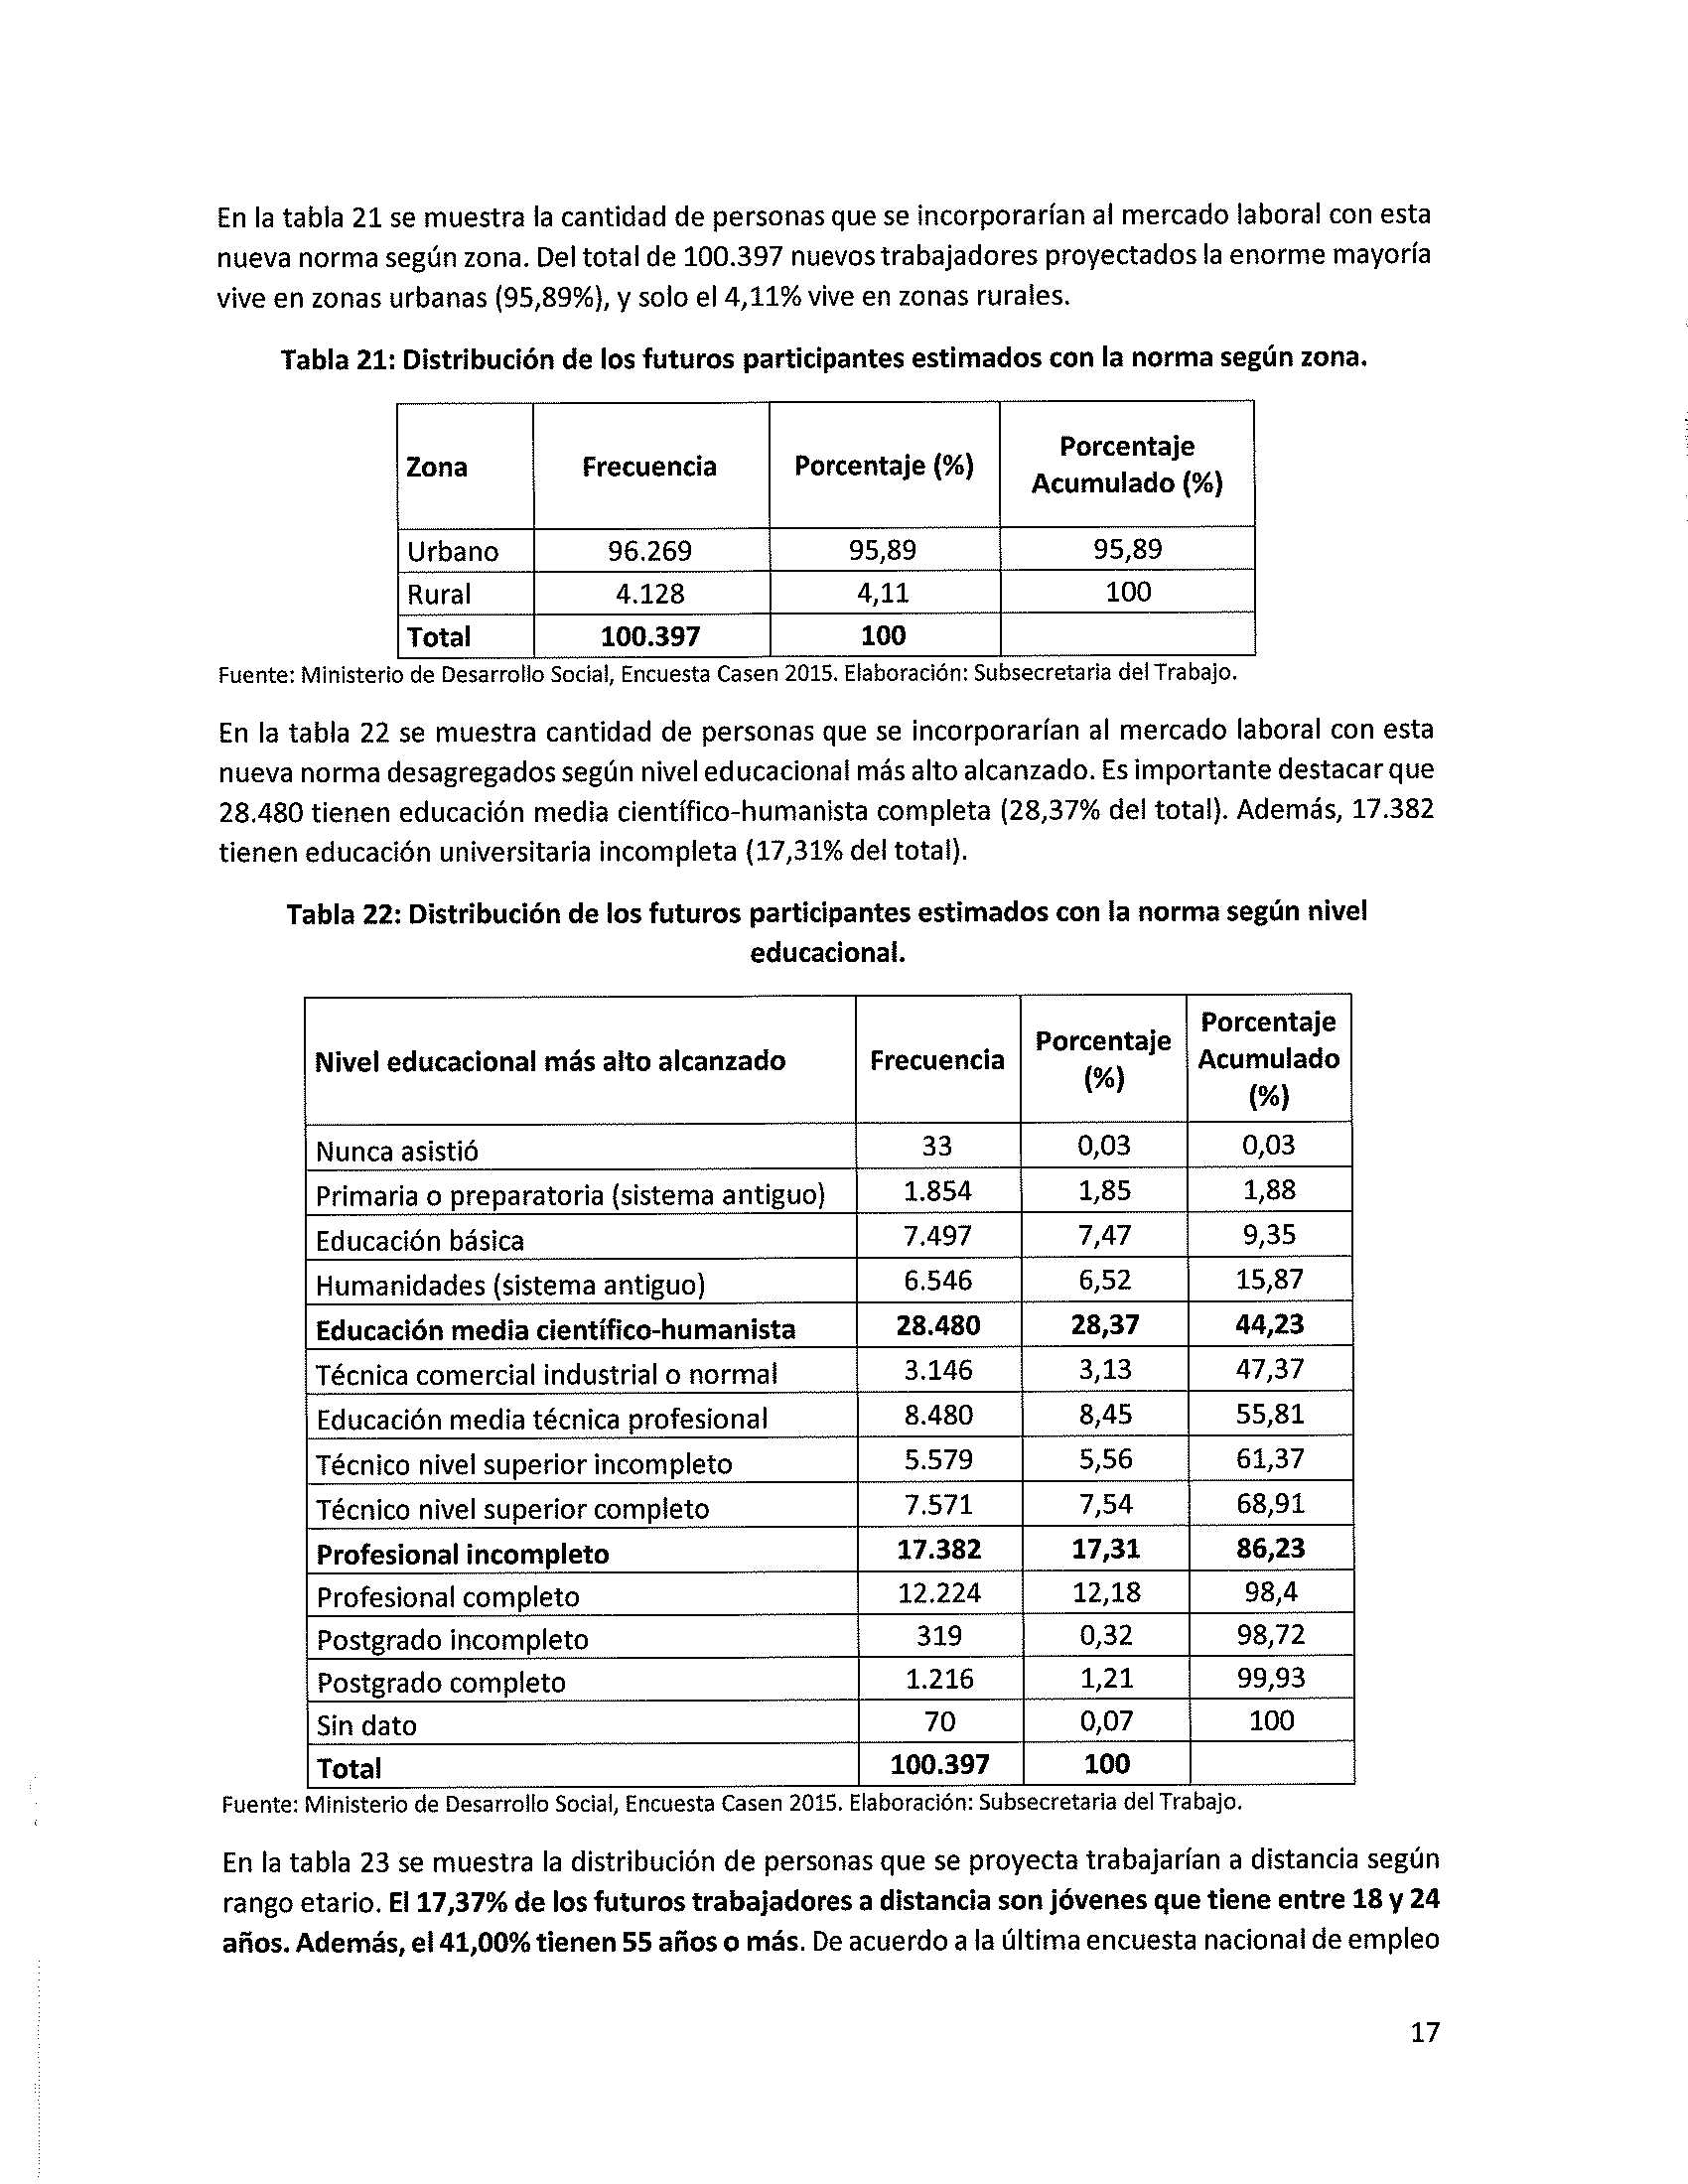 En la tabla 21 se muestra la cantidad de personas que se incorporarían al mercado laboral con esta
nueva norma según zona. Del total de 100.397 nuevos trabajadores proyectados la enorme mayoría
vive en zonas urbanas (95,89%), y solo el 4,11% vive en zonas rurales.
Tabla 21: Distribución de los futuros participantes estimados con la norma según zona.
Zona Frecuencia Porcentaje (%) Porcentaje Acumulado (%)
Urbano 96.269 95,89 95,89
Rural 4.128 4,11 100
Total 100.397 100
Fuente: Ministerio de Desarrollo Social, Encuesta Casen 2015. Elaboración: Subsecretaria del Trabajo.
En la tabla 22 se muestra cantidad de personas que se incorporarían al mercado laboral con esta
nueva norma desagregados según nivel educacional más alto alcanzado. Es importante destacar que
28.480 tienen educación media científico-humanista completa (28,37% del total). Además, 17.382
tienen educación universitaria incompleta (17,31% del total).
Tabla 22: Distribución de los futuros participantes estimados con la norma según nivel
educacional.
Nivel educacional más alto alcanzado Frecuencia Porcentaje (%) Porcentaje Acumulado (%)
Nunca asistió 33 0,03 0,03
Primaria o preparatoria (sistema antiguo) 1.854 1,85 1,88
Educación básica 7.497 7,47 9,35
Humanidades (sistema antiguo) 6.546 6,52 15,87
Educación media científico-humanista 28.480 28,37 44,23
Técnica comercial industrial o normal 3.146 3,13 47,37
Educación media técnica profesional 8.480 8,45 55,81
Técnico nivel superior incompleto 5.579 5,56 61,37
Técnico nivel superior completo 7.571 7,54 68,91
Profesional incompleto 17.382 17,31 86,23
Profesional completo 12.224 12,18 98,4
Postgrado incompleto 319 0,32 98,72
Postgrado completo 1.216 1,21 99,93
Sin dato 70 0,07 100
Total 100.397 100
Fuente: Ministerio de Desarrollo Social, Encuesta Casen 2015. Elaboración: Subsecretaria del Trabajo.
En la tabla 23 se muestra la distribución de personas que se proyecta trabajarían a distancia según
rango etario. El 17,37% de los futuros trabajadores a distancia son jóvenes que tiene entre 18 y 24
años. Además, el 41,00% tienen 55 años o más. De acuerdo a la última encuesta nacional de empleo
17